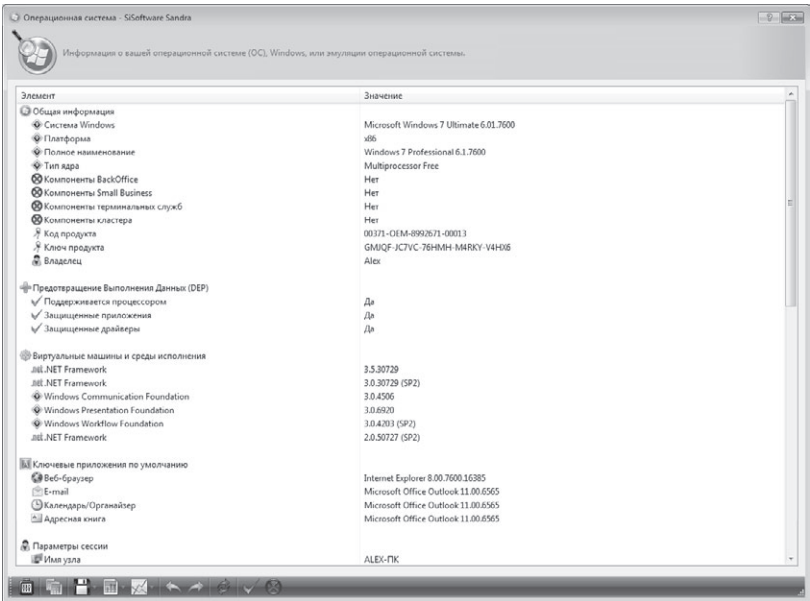 Операционная система - SiSoftware Sandra
Информация о вашей операционной системе (ОС), Windows, или эмуляции операционной системы.
Элемент Значение
Общая информация
Система Windows Microsoft Windows 7 Ultimate 6.01.7600
Платформа x86
Полное наименование Windows 7 Professional 6.1.7600
Тип ядра Multiprocessor Free
Компоненты BackOffice Нет
Компоненты Small Business Нет
Компоненты терминальных служб Нет
Компоненты кластера Нет
Код продукта 00371-OEM-8992671-00013
Ключ продукта GMJQF-JC7VC-76HMH-M4RKY-V4HX6
Владелец Alex
Предотвращение Выполнения Данных (DEP)
Поддерживается процессором Да
Защищенные приложения Да
Защищенные драйверы Да
Виртуальные машины и среды исполнения
.NET Framework 3.5.30729
.NET Framework 3.0.30729 (SP2)
Windows Communication Foundation 3.0.4506
Windows Presentation Foundation 3.0.6920
Windows Workflow Foundation 3.0.4203 (SP2)
.NET Framework 2.0.50727 (SP2)
Ключевые приложения по умолчанию
Веб-браузер Internet Explorer 8.00.7600.16385
E-mail Microsoft Office Outlook 11.00.6565
Календарь/Органайзер Microsoft Office Outlook 11.00.6565
Адресная книга Microsoft Office Outlook 11.00.6565
Параметры сессии
Имя узла ALEX-ПК